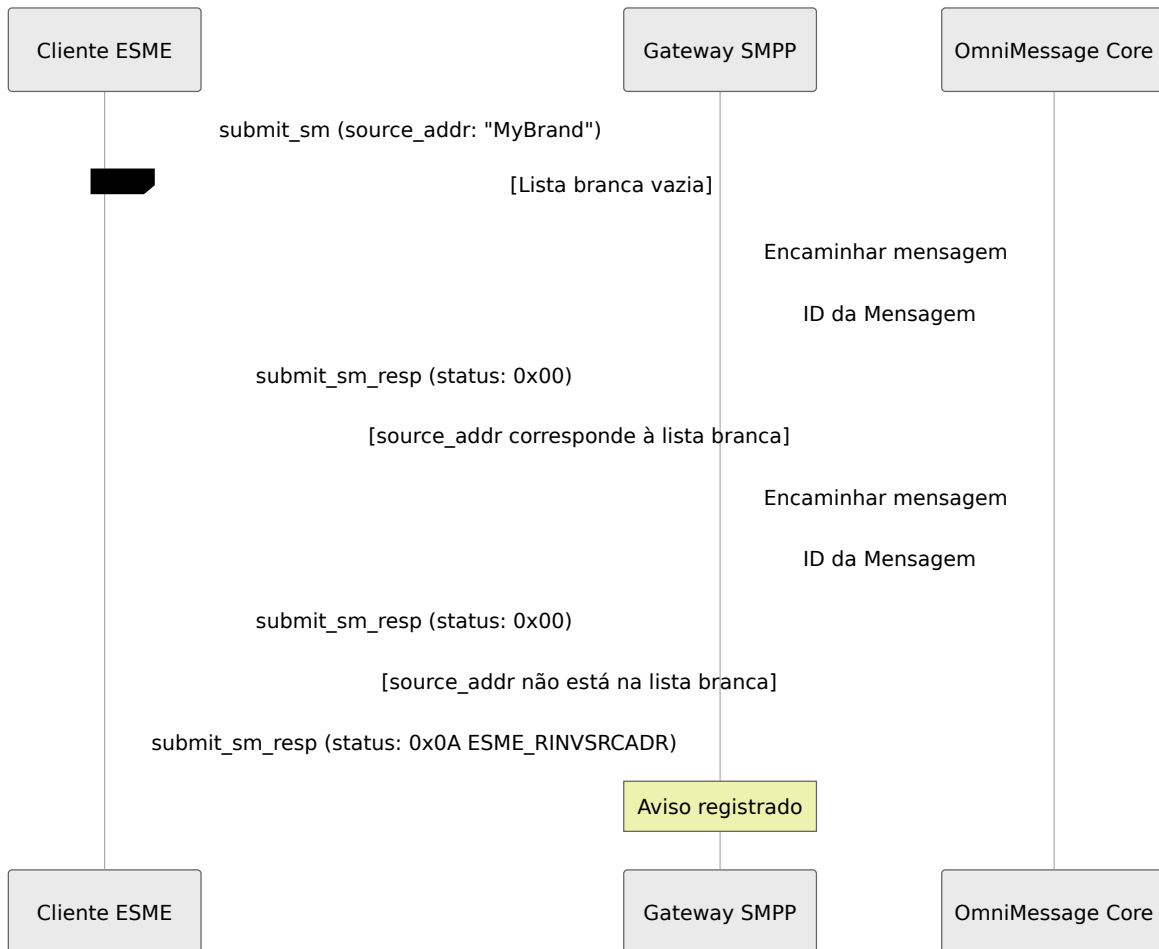 Cliente ESME
Gateway SMPP
OmniMessage Core
submit_sm (source_addr: "MyBrand")
[Lista branca vazia]
Encaminhar mensagem
ID da Mensagem
submit_sm_resp (status: 0x00)
[source_addr corresponde à lista branca]
Encaminhar mensagem
ID da Mensagem
submit_sm_resp (status: 0x00)
[source_addr não está na lista branca]
submit_sm_resp (status: 0x0A ESME_RINVSRCADR)
Aviso registrado
Cliente ESME
Gateway SMPP
OmniMessage Core